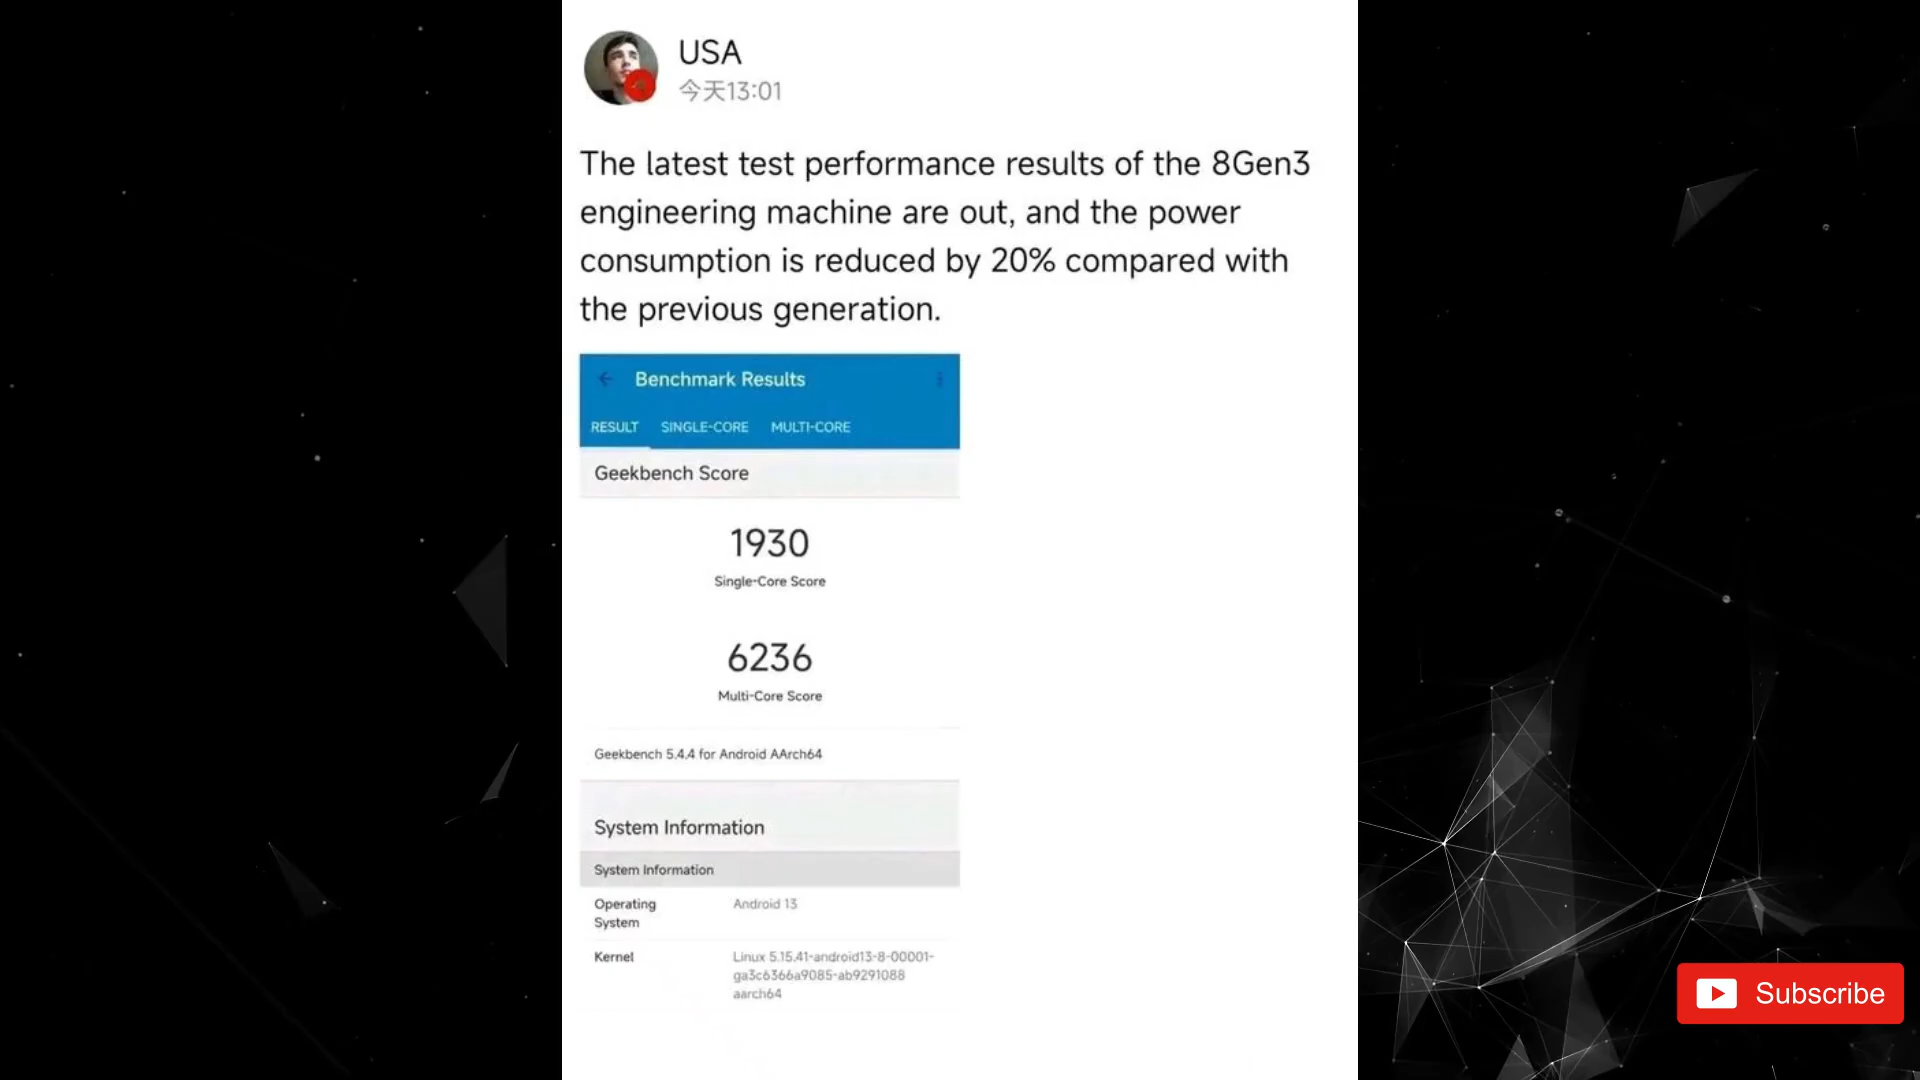 USA
今天13:01
The latest test performance results of the 8Gen3
engineering machine are out, and the power
consumption is reduced by 20% compared with
the previous generation.
Benchmark Results
RESULT SINGLE-CORE MULTI-CORE
Geekbench Score
1930
Single-Core Score
6236
Multi-Core Score
Geekbench 5.4.4 for Android AArch64
System Information
System Information
Operating System Android 13
Kernel Linux 5.15.41-android13-8-00001-
ga3c6366a9085-ab9291088
aarch64
Subscribe